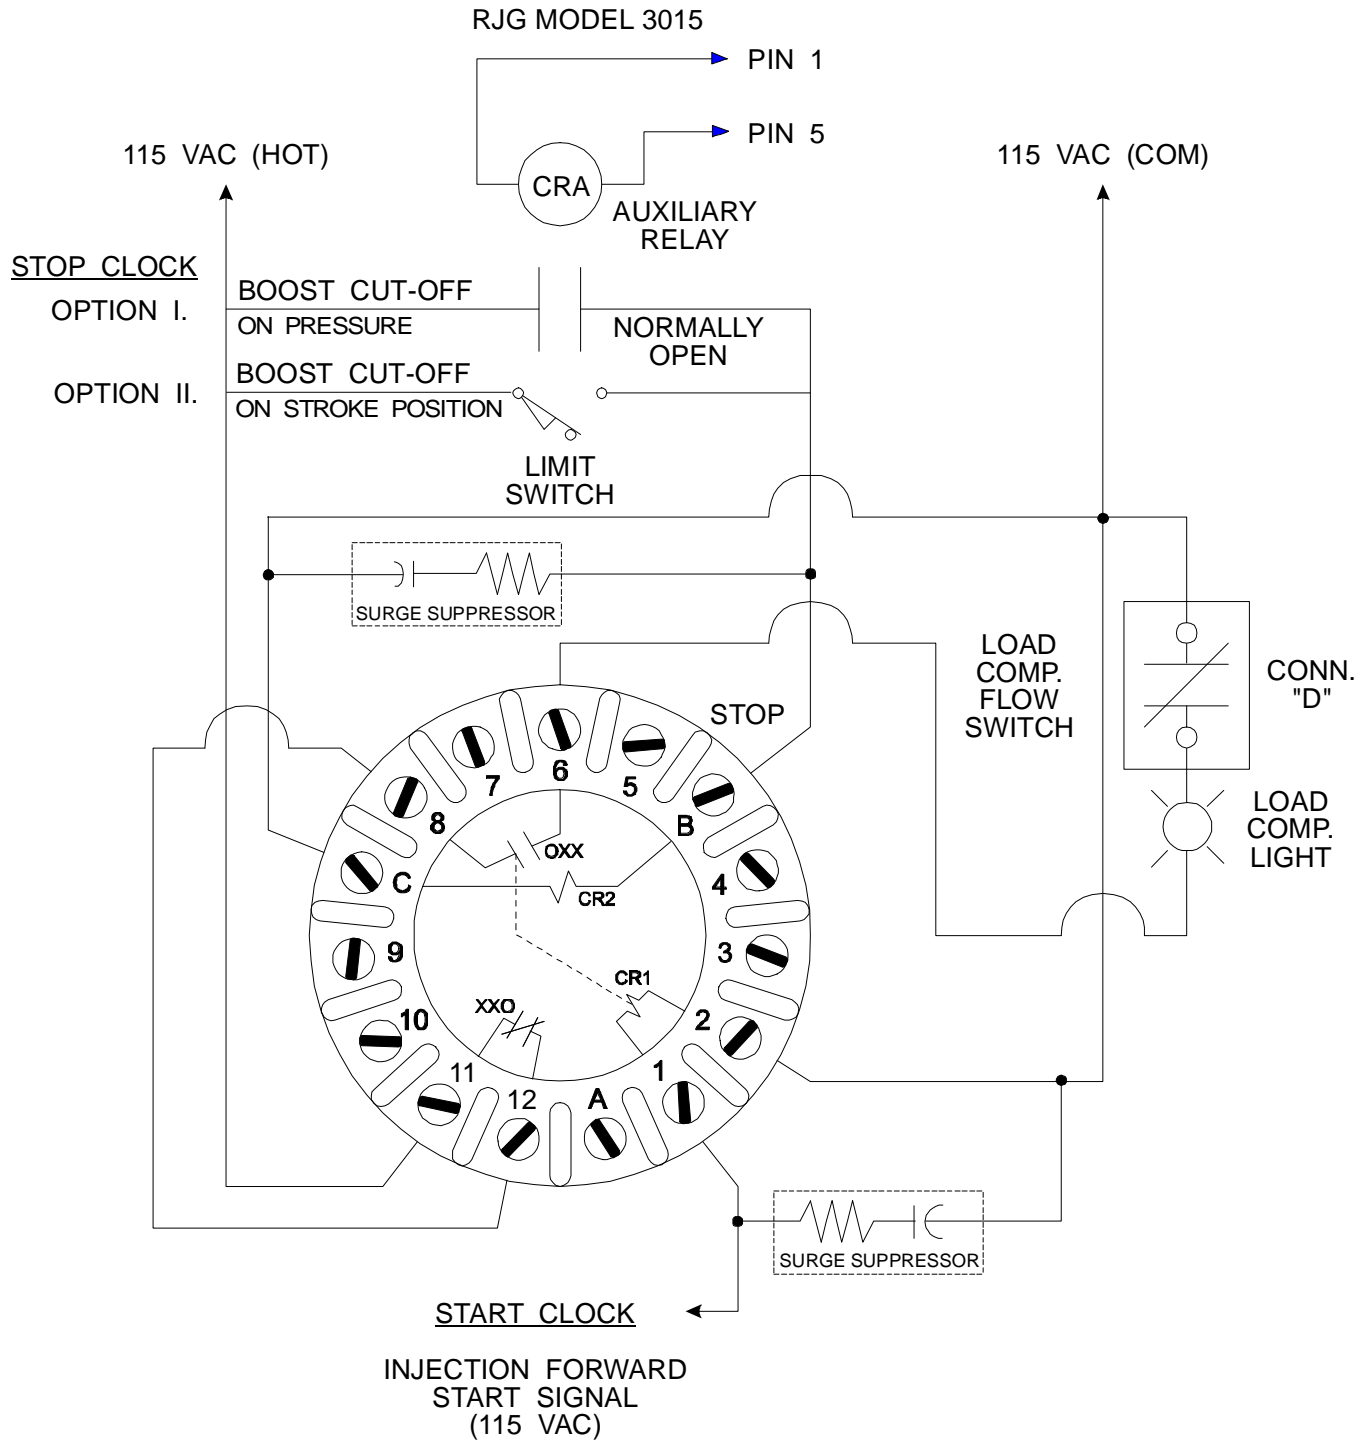 RJG MODEL 3015
PIN 1
PIN 5
115 VAC (HOT)
115 VAC (COM)
CRA
AUXILIARY
RELAY
STOP CLOCK
OPTION I.
BOOST CUT-OFF
ON PRESSURE
NORMALLY
OPEN
OPTION II.
BOOST CUT-OFF
ON STROKE POSITION
LIMIT
SWITCH
SURGE SUPPRESSOR
LOAD
COMP.
FLOW
SWITCH
CONN.
"D"
STOP
LOAD
COMP.
LIGHT
6
7
5
8
B
OXX
C
CR2
4
9
3
CR1
XXO
10
2
11
1
12
A
SURGE SUPPRESSOR
START CLOCK
INJECTION FORWARD
START SIGNAL
(115 VAC)